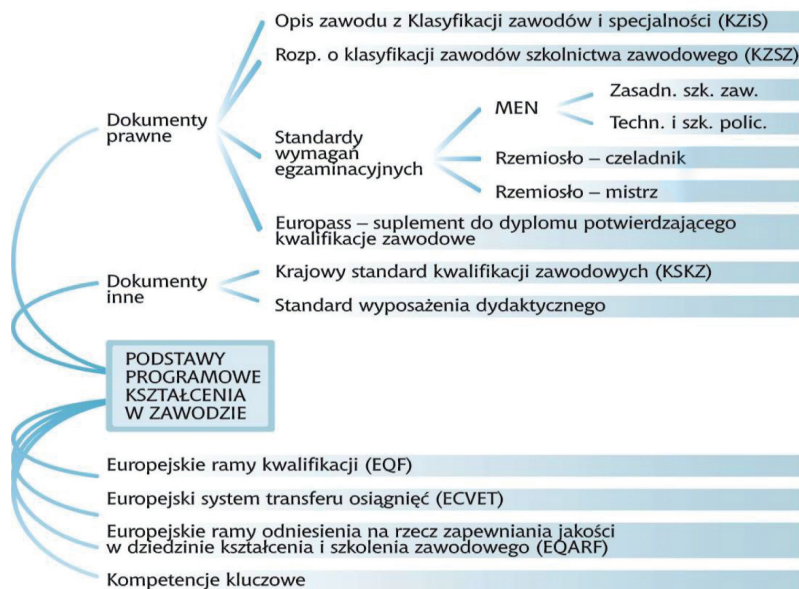 Opis zawodu z Klasyfikacji zawodów i specjalności (KZiS)
Rozp. o klasyfikacji zawodów szkolnictwa zawodowego (KZSZ)
Dokumenty
prawne
Standardy
wymagań
egzaminacyjnych
MEN
Zasadn. szk. zaw.
Techn. i szk. polic.
Rzemiosło – czeladnik
Rzemiosło – mistrz
Europass – suplement do dyplomu potwierdzającego
kwalifikacje zawodowe
Dokumenty
inne
Krajowy standard kwalifikacji zawodowych (KSKZ)
Standard wyposażenia dydaktycznego
PODSTAWY
PROGRAMOWE
KSZTAŁCENIA
W ZAWODZIE
Europejskie ramy kwalifikacji (EQF)
Europejski system transferu osiągnięć (ECVET)
Europejskie ramy odniesienia na rzecz zapewniania jakości
w dziedzinie kształcenia i szkolenia zawodowego (EQARF)
Kompetencje kluczowe